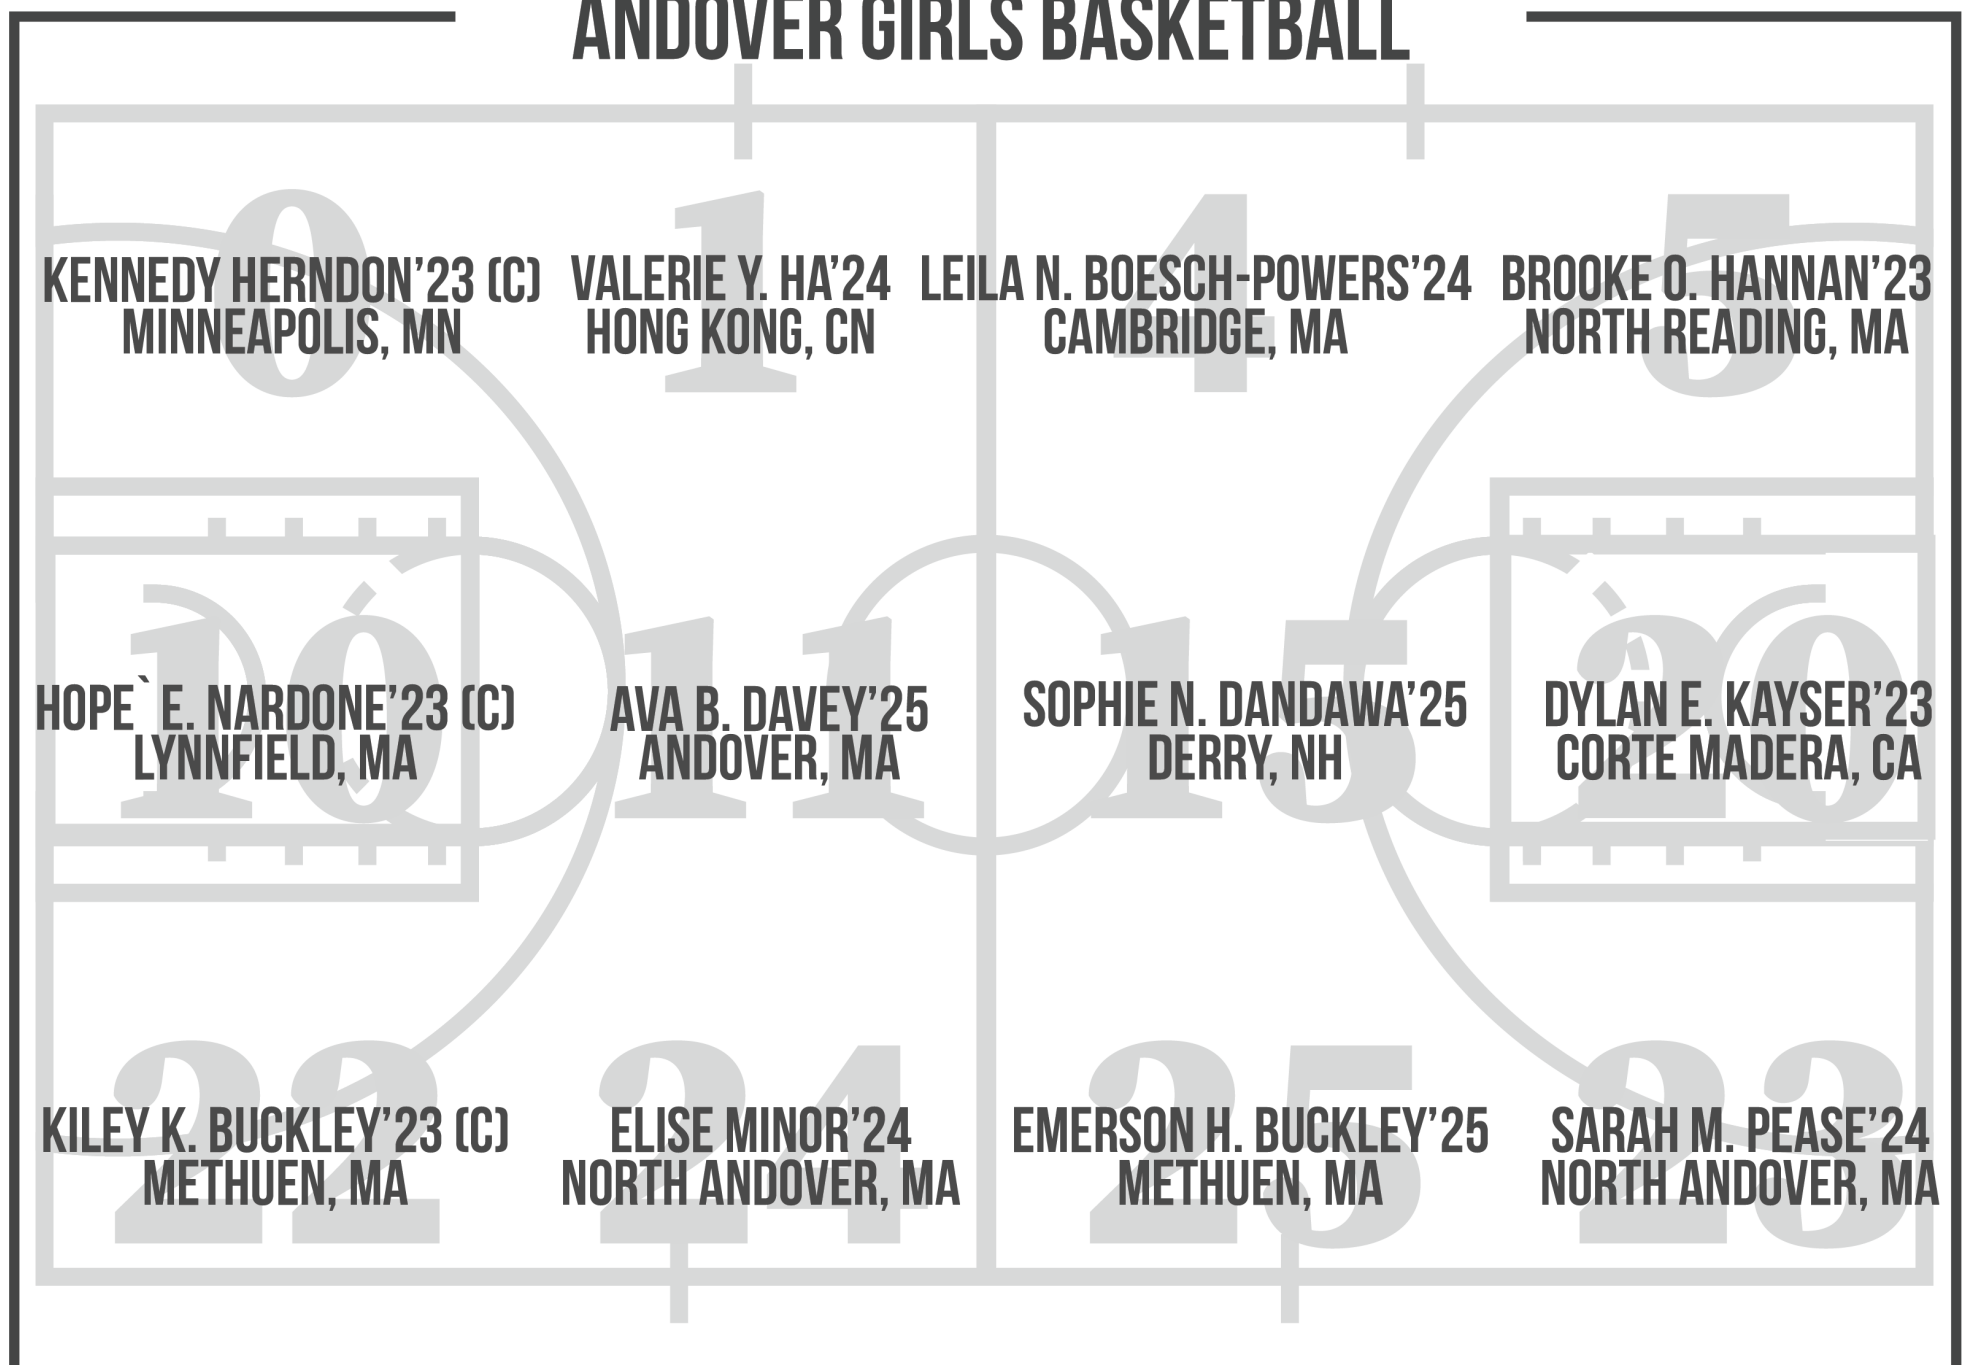 ANDOVER GIRLS BASKETBALL
0
KENNEDY HERNDON’23 (C)
MINNEAPOLIS, MN
1
VALERIE Y. HA’24
HONG KONG, CN
4
LEILA N. BOESCH-POWERS’24
CAMBRIDGE, MA
5
BROOKE O. HANNAN’23
NORTH READING, MA
10
HOPE` E. NARDONE’23 (C)
LYNNFIELD, MA
11
AVA B. DAVEY’25
ANDOVER, MA
15
SOPHIE N. DANDAWA’25
DERRY, NH
20
DYLAN E. KAYSER’23
CORTE MADERA, CA
22
KILEY K. BUCKLEY’23 (C)
METHUEN, MA
24
ELISE MINOR’24
NORTH ANDOVER, MA
25
EMERSON H. BUCKLEY’25
METHUEN, MA
23
SARAH M. PEASE’24
NORTH ANDOVER, MA